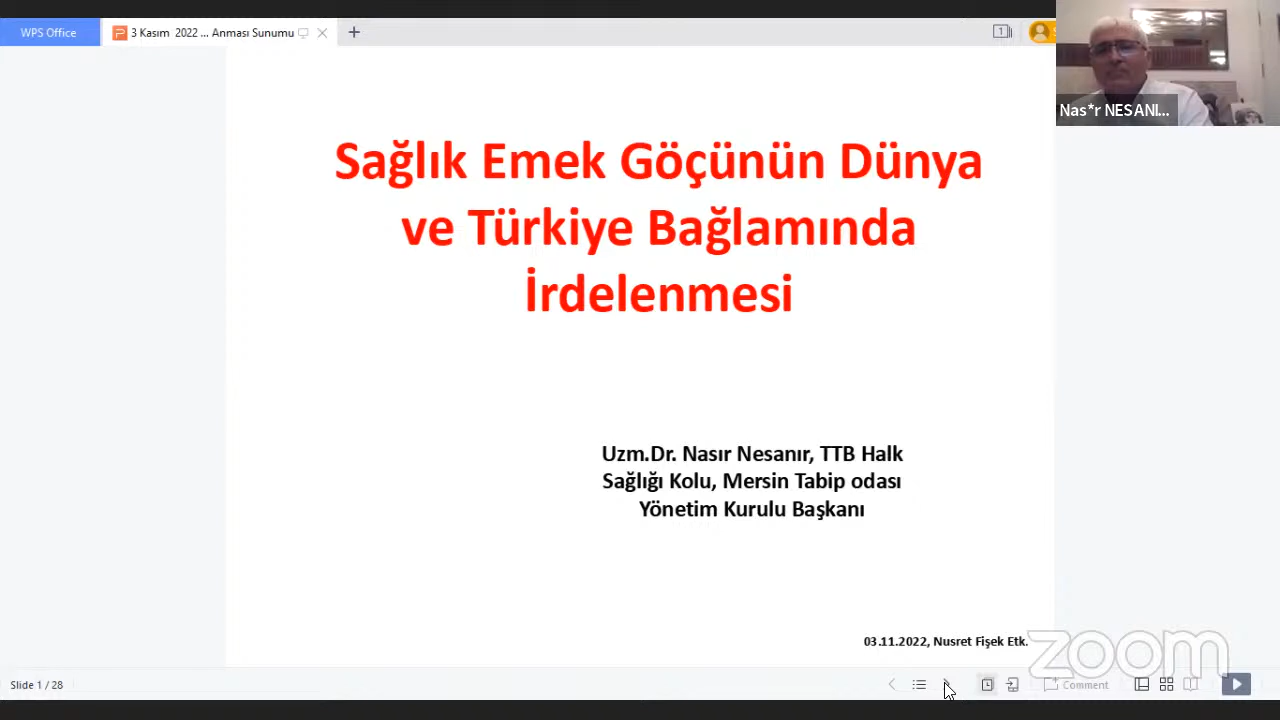 WPS Office
3 Kasım 2022 ... Anması Sunumu
1
Nas*r NESANI...
Sağlık Emek Göçünün Dünya
ve Türkiye Bağlamında
İrdelenmesi
Uzm.Dr. Nasır Nesanır, TTB Halk
Sağlığı Kolu, Mersin Tabip odası
Yönetim Kurulu Başkanı
03.11.2022, Nusret Fişek Etk.
zoom
Slide 1 / 28
Comment